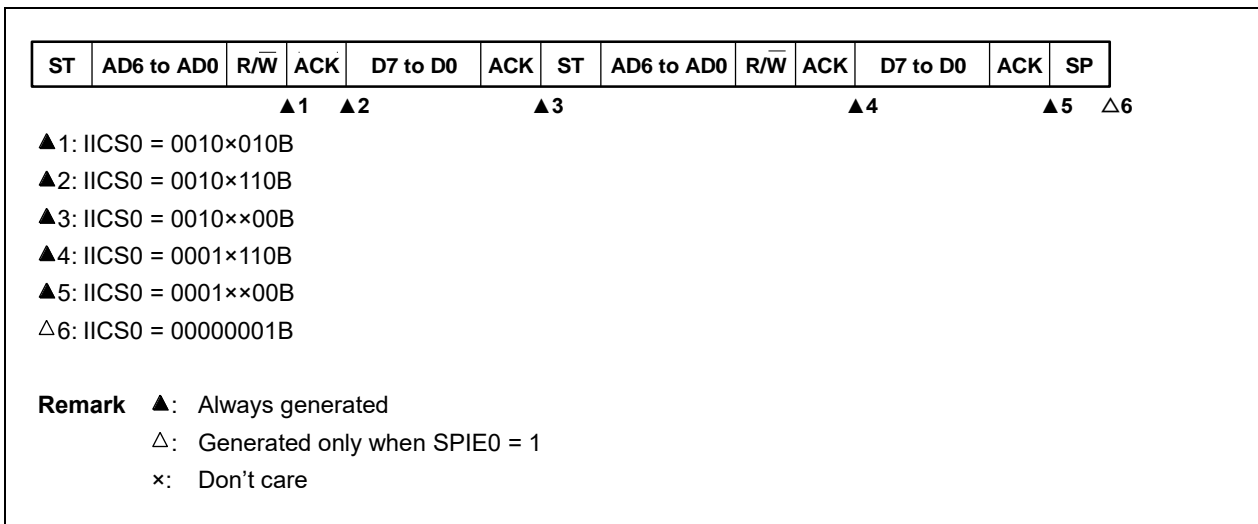 ST AD6 to AD0 R/W̅ ACK D7 to D0 ACK ST AD6 to AD0 R/W̅ ACK D7 to D0 ACK SP
▲1 ▲2 ▲3 ▲4 ▲5 △6
▲1: IICS0 = 0010×010B
▲2: IICS0 = 0010×110B
▲3: IICS0 = 0010××00B
▲4: IICS0 = 0001×110B
▲5: IICS0 = 0001××00B
△6: IICS0 = 00000001B
Remark ▲: Always generated
△: Generated only when SPIE0 = 1
×: Don't care